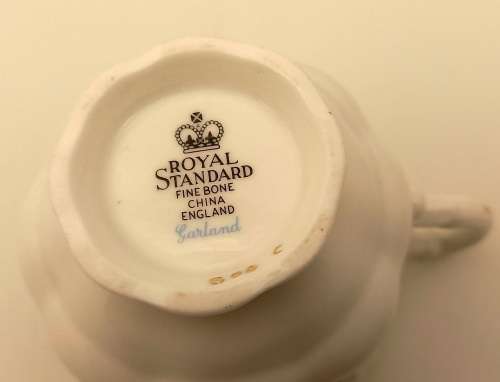 ROYAL
STANDARD
FINE BONE
CHINA
ENGLAND
Garland